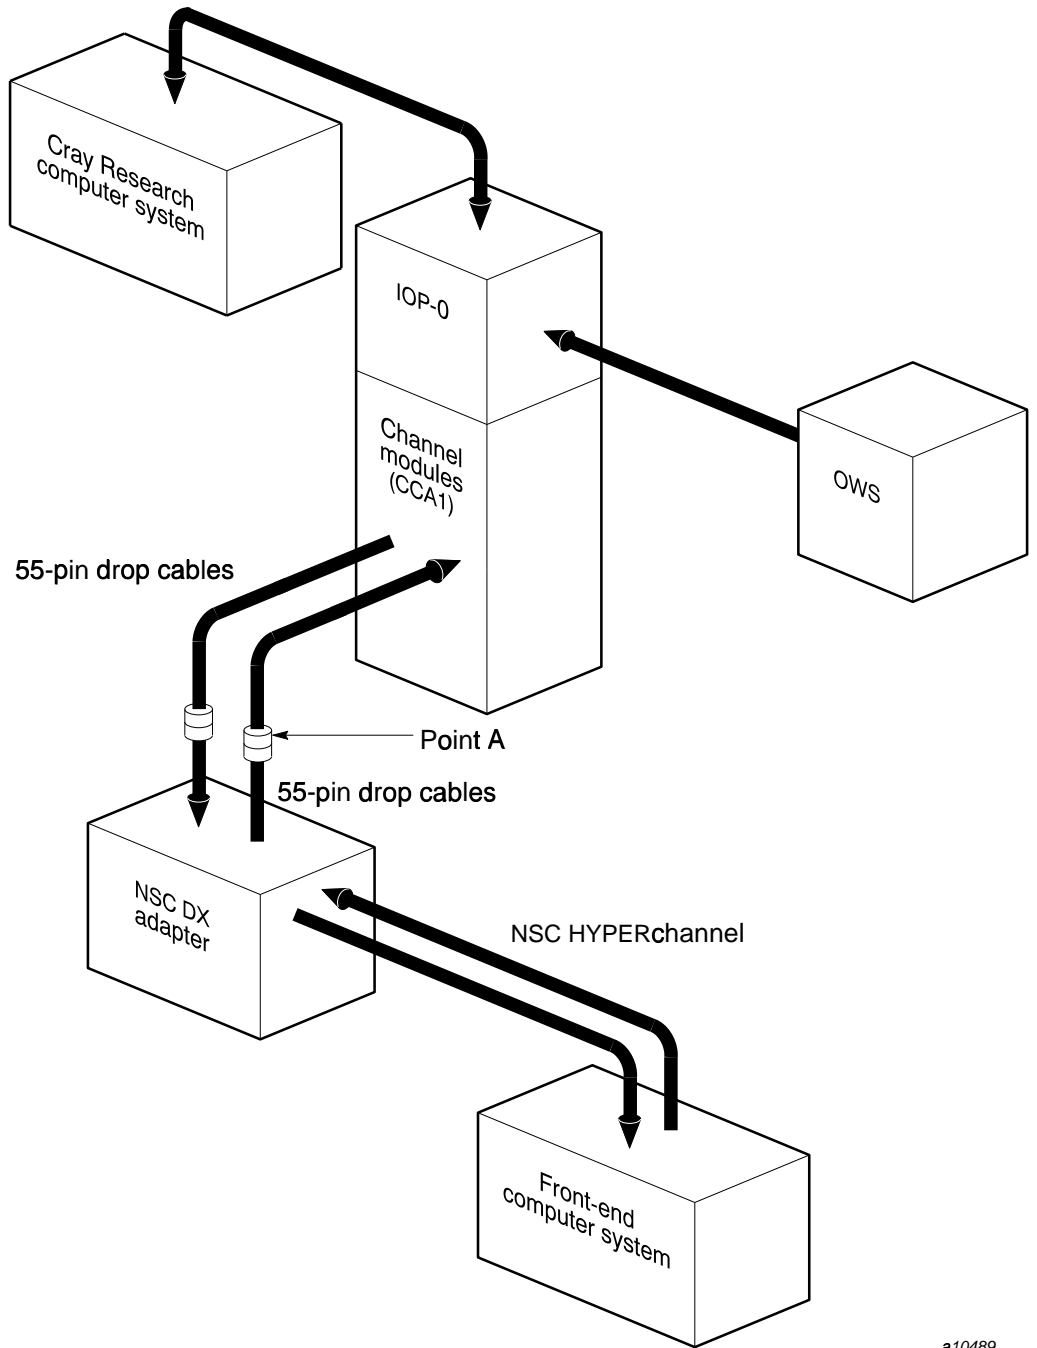 Cray Research
computer system
IOP-0
Channel
modules
(CCA1)
OWS
55-pin drop cables
Point A
55-pin drop cables
NSC DX
adapter
NSC HYPERchannel
Front-end
computer system
a10489